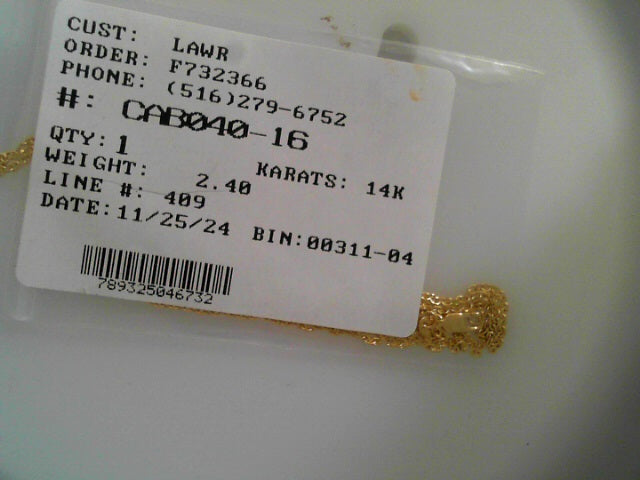 CUST: LAWR
ORDER: F732366
PHONE: (516)279-6752
#: CAB040-16
QTY: 1
WEIGHT: 2.40 KARATS: 14K
LINE #: 409
DATE: 11/25/24 BIN:00311-04
789325046732